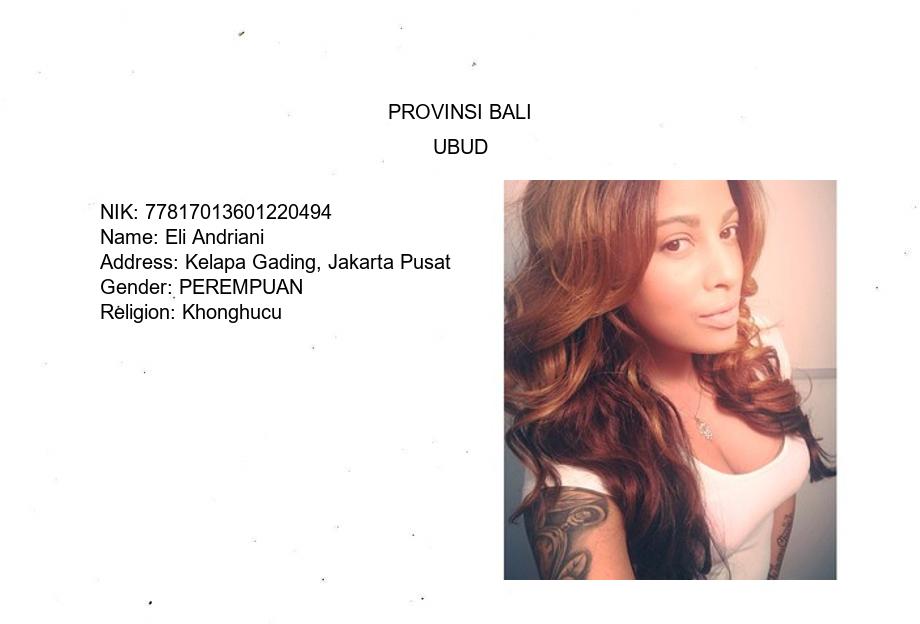 PROVINSI BALI
UBUD
NIK: 77817013601220494
Name: Eli Andriani
Address: Kelapa Gading, Jakarta Pusat
Gender: PEREMPUAN
Religion: Khonghucu